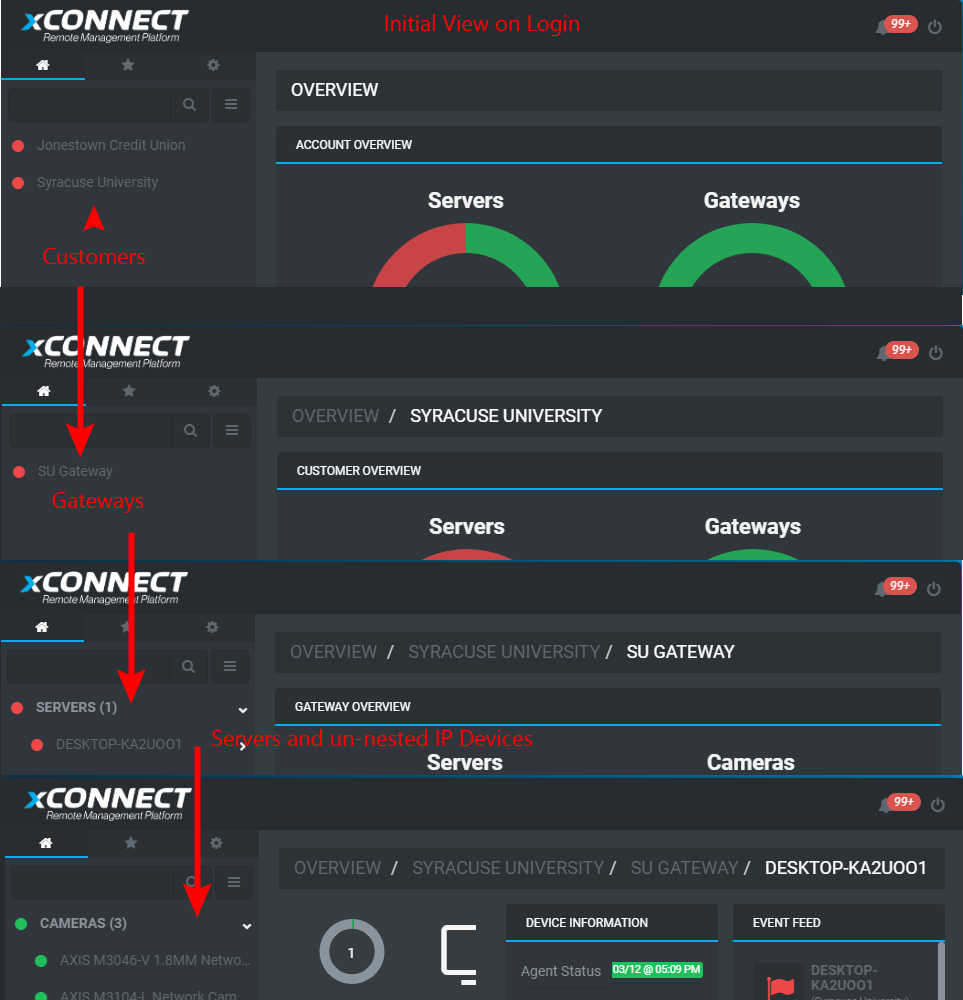 xCONNECT
Remote Management Platform
Initial View on Login
99+
OVERVIEW
Jonestown Credit Union
ACCOUNT OVERVIEW
Syracuse University
Servers
Gateways
Customers
xCONNECT
Remote Management Platform
99+
OVERVIEW / SYRACUSE UNIVERSITY
SU Gateway
CUSTOMER OVERVIEW
Gateways
Servers
Gateways
xCONNECT
Remote Management Platform
99+
OVERVIEW / SYRACUSE UNIVERSITY / SU GATEWAY
SERVERS (1)
GATEWAY OVERVIEW
DESKTOP-KA2UOO1
Servers and un-nested IP Devices
Servers
Cameras
xCONNECT
Remote Management Platform
99+
OVERVIEW / SYRACUSE UNIVERSITY / SU GATEWAY / DESKTOP-KA2UOO1
CAMERAS (3)
DEVICE INFORMATION
EVENT FEED
1
AXIS M3046-V 1.8MM Netwo...
Agent Status
03/12 @ 05:09 PM
DESKTOP-
KA2UOO1
(Syracuse University)
AXIS M3104-L Network Cam